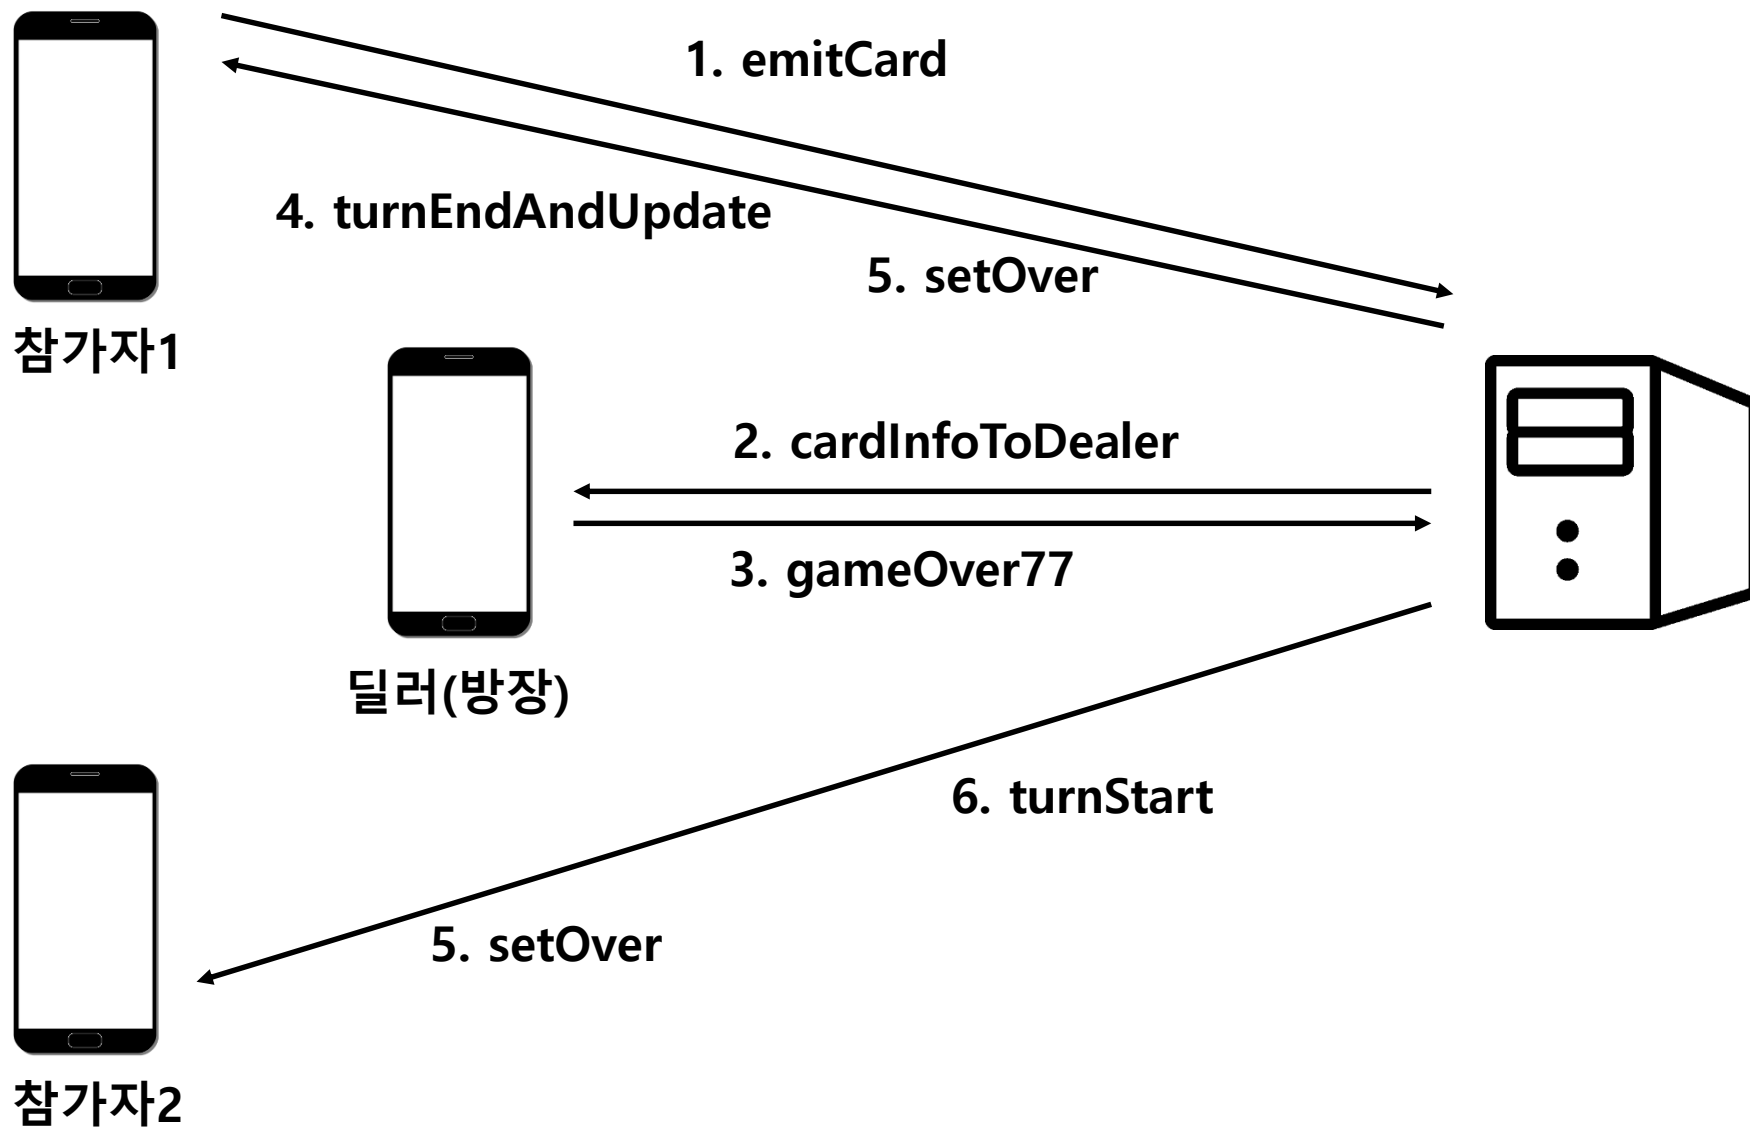 1. emitCard
4. turnEndAndUpdate
5. setOver
참가자1
2. cardInfoToDealer
3. gameOver77
딜러(방장)
6. turnStart
5. setOver
참가자2